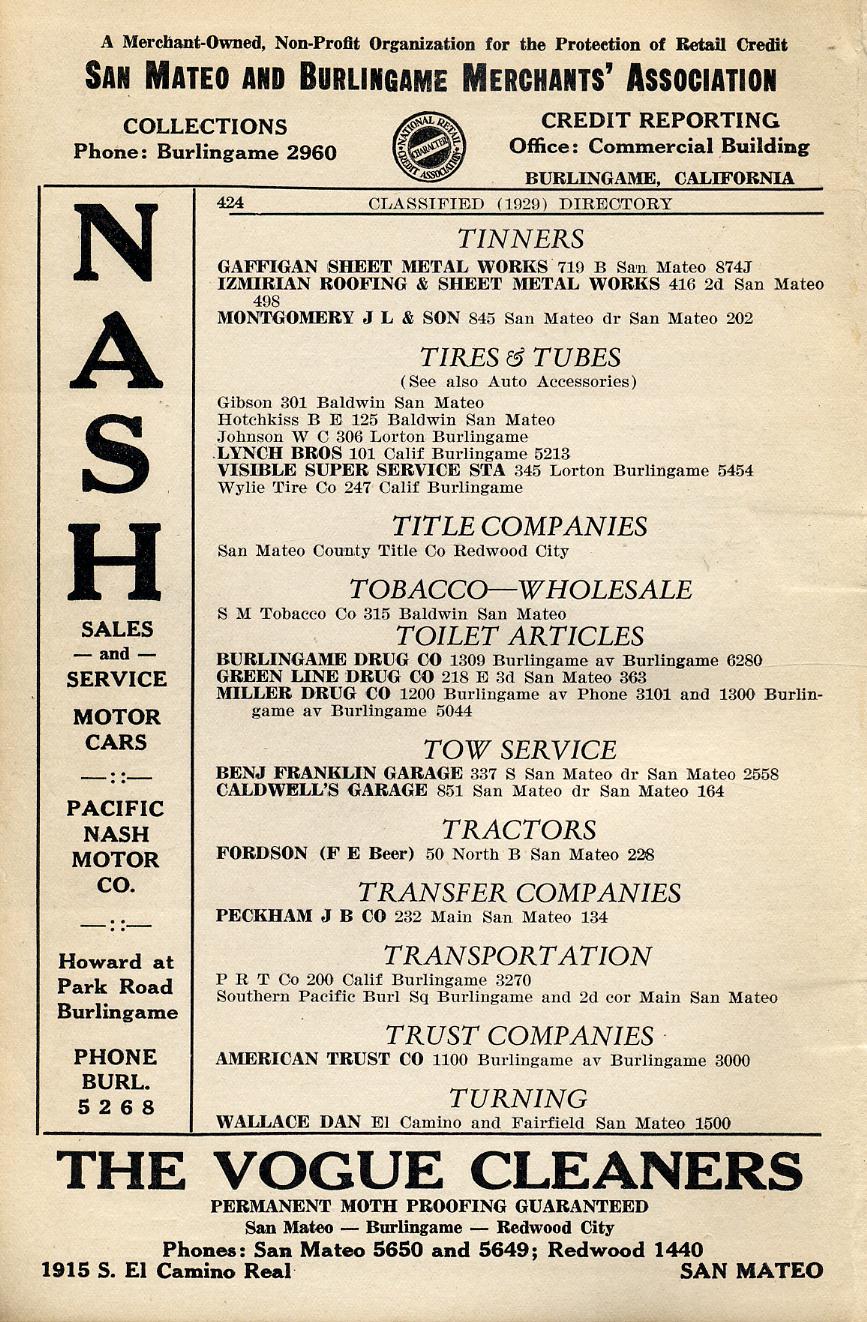 A Merchant-Owned, Non-Profit Organization for the Protection of Retail Credit
SAN MATEO AND BURLINGAME MERCHANTS' ASSOCIATION
COLLECTIONS
Phone: Burlingame 2960
NATIONAL RETAIL
CHARACTER
CREDIT ASSOCIATION
CREDIT REPORTING
Office: Commercial Building
BURLINGAME, CALIFORNIA
NASH
SALES
— and —
SERVICE
MOTOR
CARS
—::—
PACIFIC
NASH
MOTOR
CO.
—::—
Howard at
Park Road
Burlingame
PHONE
BURL.
5 2 6 8
424 CLASSIFIED (1929) DIRECTORY
TINNERS
GAFFIGAN SHEET METAL WORKS 719 B San Mateo 874J
IZMIRIAN ROOFING & SHEET METAL WORKS 416 2d San Mateo
498
MONTGOMERY J L & SON 845 San Mateo dr San Mateo 202
TIRES & TUBES
(See also Auto Accessories)
Gibson 301 Baldwin San Mateo
Hotchkiss B E 125 Baldwin San Mateo
Johnson W C 306 Lorton Burlingame
LYNCH BROS 101 Calif Burlingame 5213
VISIBLE SUPER SERVICE STA 345 Lorton Burlingame 5454
Wylie Tire Co 247 Calif Burlingame
TITLE COMPANIES
San Mateo County Title Co Redwood City
TOBACCO—WHOLESALE
S M Tobacco Co 315 Baldwin San Mateo
TOILET ARTICLES
BURLINGAME DRUG CO 1309 Burlingame av Burlingame 6280
GREEN LINE DRUG CO 218 E 3d San Mateo 363
MILLER DRUG CO 1200 Burlingame av Phone 3101 and 1300 Burlin-
game av Burlingame 5044
TOW SERVICE
BENJ FRANKLIN GARAGE 337 S San Mateo dr San Mateo 2558
CALDWELL'S GARAGE 851 San Mateo dr San Mateo 164
TRACTORS
FORDSON (F E Beer) 50 North B San Mateo 228
TRANSFER COMPANIES
PECKHAM J B CO 232 Main San Mateo 134
TRANSPORTATION
P R T Co 200 Calif Burlingame 3270
Southern Pacific Burl Sq Burlingame and 2d cor Main San Mateo
TRUST COMPANIES
AMERICAN TRUST CO 1100 Burlingame av Burlingame 3000
TURNING
WALLACE DAN El Camino and Fairfield San Mateo 1500
THE VOGUE CLEANERS
PERMANENT MOTH PROOFING GUARANTEED
San Mateo — Burlingame — Redwood City
Phones: San Mateo 5650 and 5649; Redwood 1440
1915 S. El Camino Real SAN MATEO